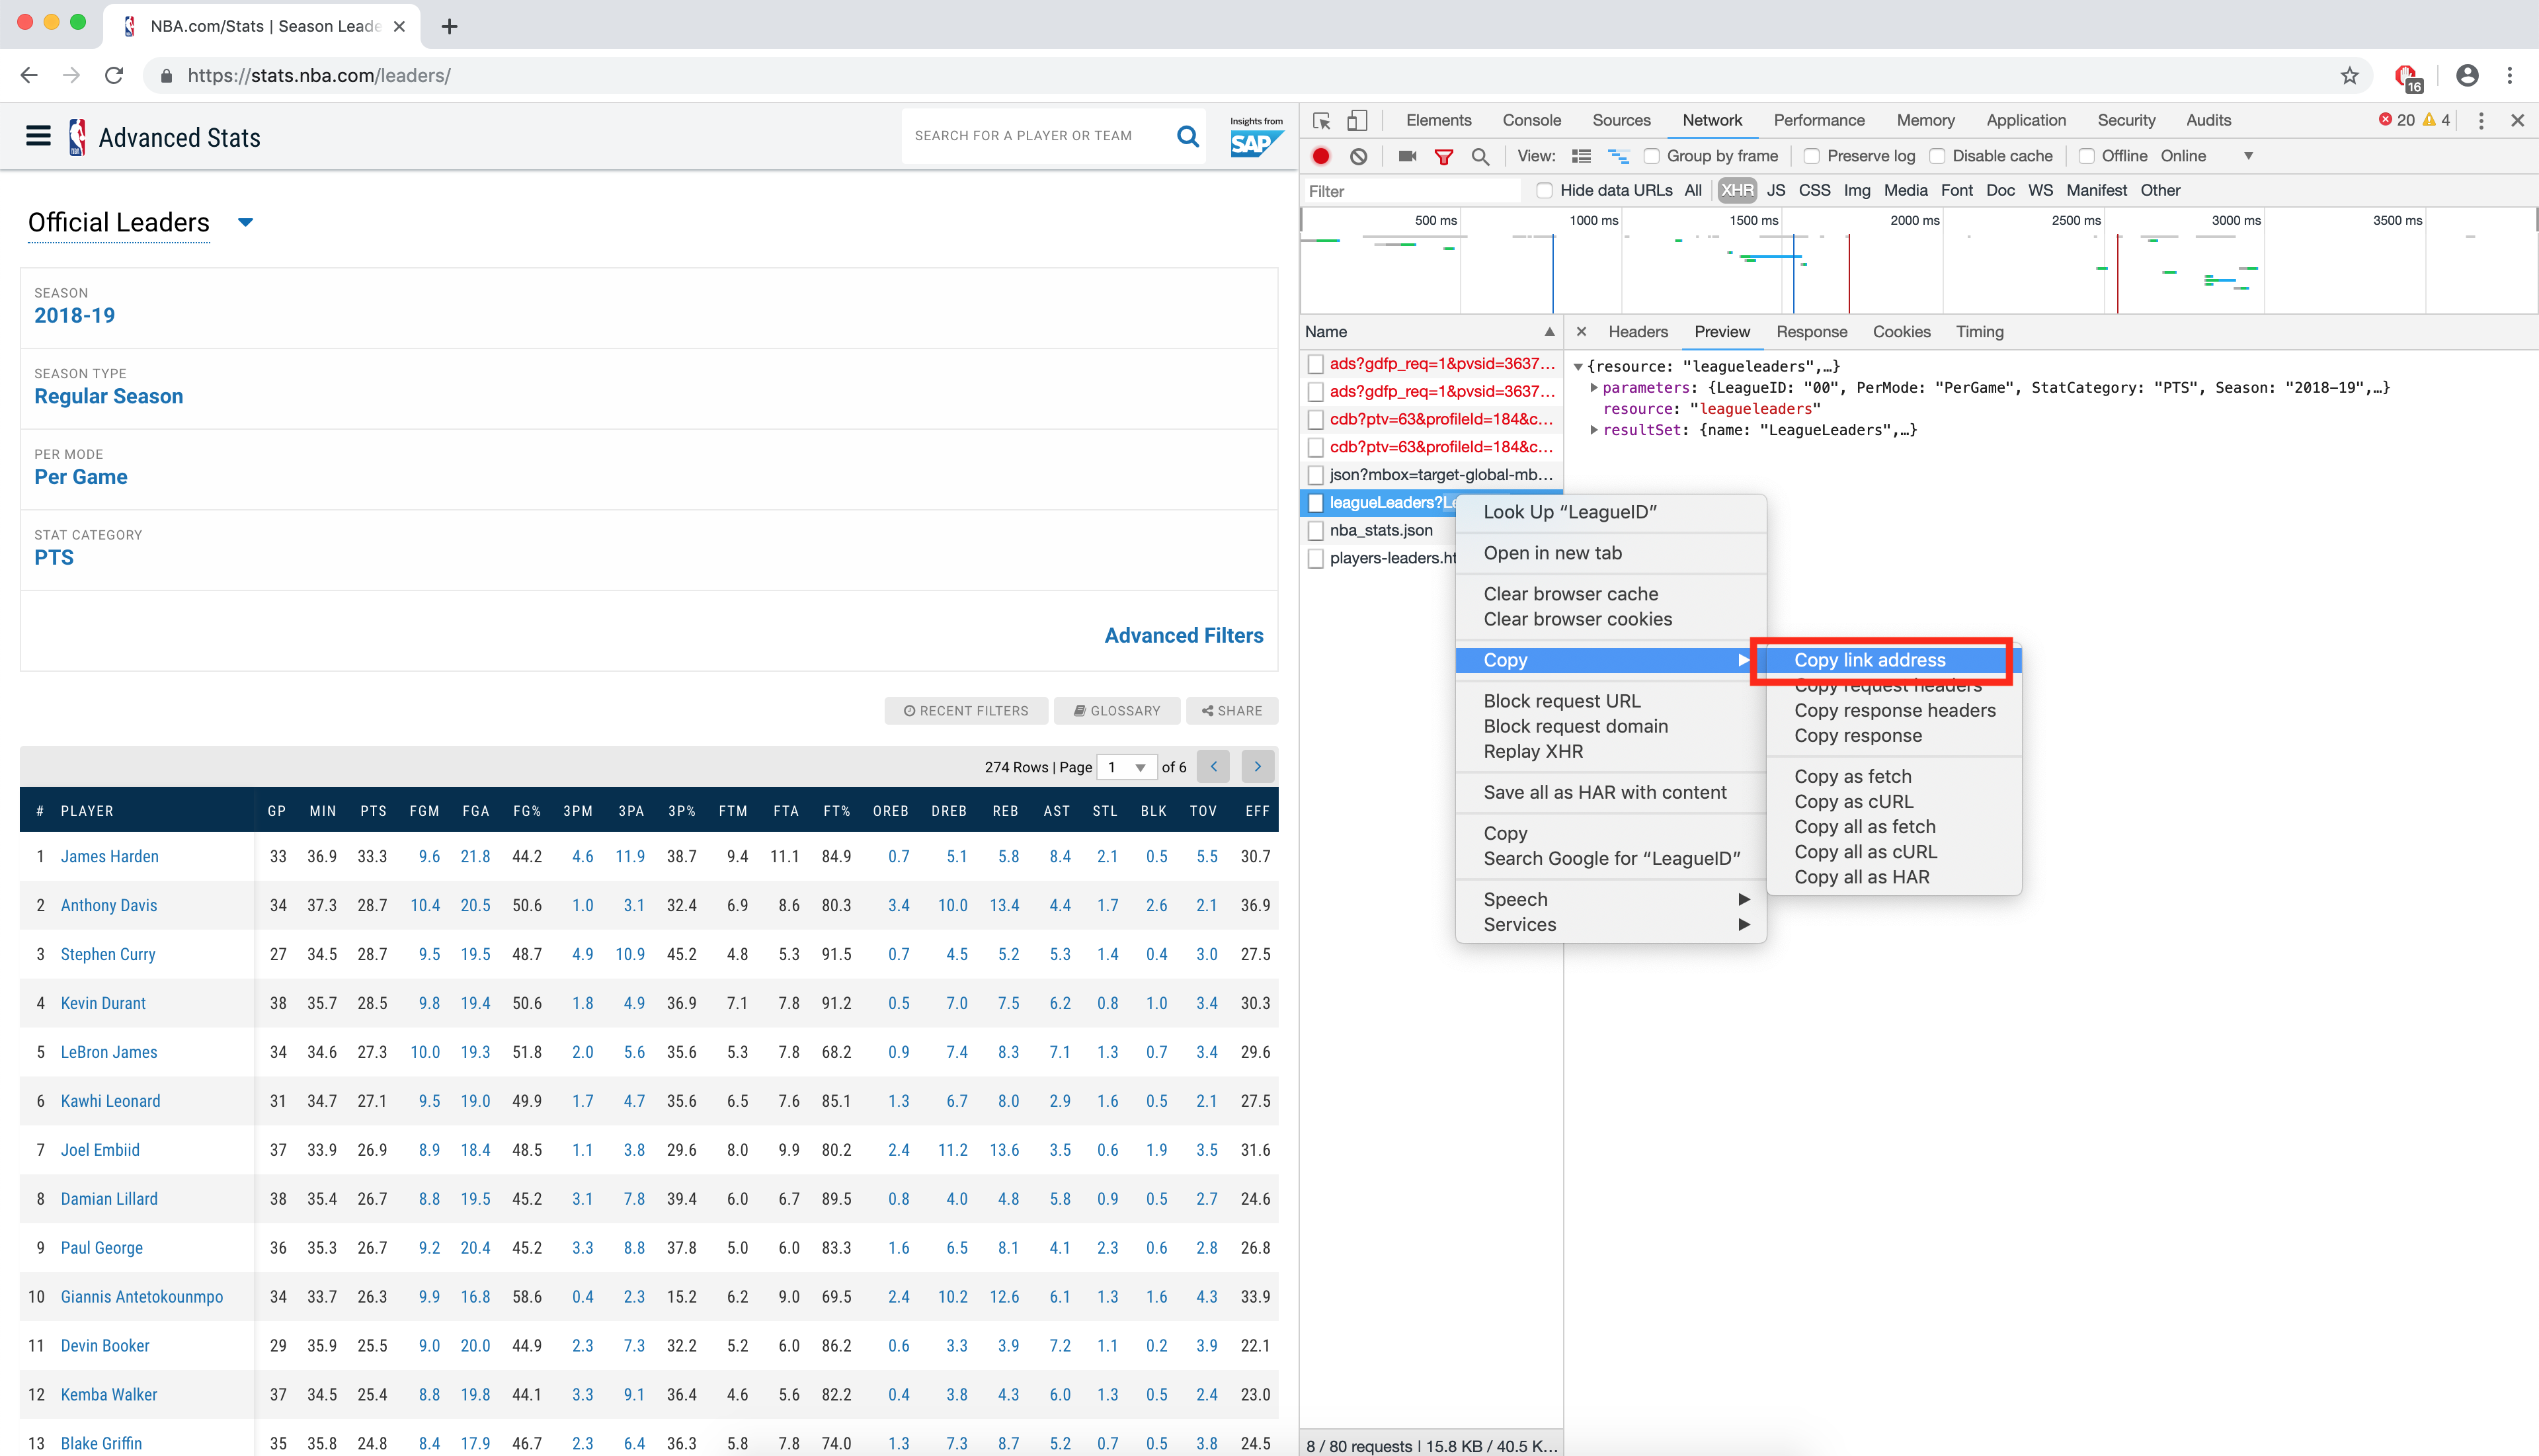 NBA.com/Stats | Season Leade
https://stats.nba.com/leaders/
16
Advanced Stats
SEARCH FOR A PLAYER OR TEAM
Insights from
SAP
Official Leaders
SEASON
2018-19
SEASON TYPE
Regular Season
PER MODE
Per Game
STAT CATEGORY
PTS
Advanced Filters
RECENT FILTERS GLOSSARY SHARE
274 Rows | Page 1 of 6
# PLAYER GP MIN PTS FGM FGA FG% 3PM 3PA 3P% FTM FTA FT% OREB DREB REB AST STL BLK TOV EFF
1 James Harden 33 36.9 33.3 9.6 21.8 44.2 4.6 11.9 38.7 9.4 11.1 84.9 0.7 5.1 5.8 8.4 2.1 0.5 5.5 30.7
2 Anthony Davis 34 37.3 28.7 10.4 20.5 50.6 1.0 3.1 32.4 6.9 8.6 80.3 3.4 10.0 13.4 4.4 1.7 2.6 2.1 36.9
3 Stephen Curry 27 34.5 28.7 9.5 19.5 48.7 4.9 10.9 45.2 4.8 5.3 91.5 0.7 4.5 5.2 5.3 1.4 0.4 3.0 27.5
4 Kevin Durant 38 35.7 28.5 9.8 19.4 50.6 1.8 4.9 36.9 7.1 7.8 91.2 0.5 7.0 7.5 6.2 0.8 1.0 3.4 30.3
5 LeBron James 34 34.6 27.3 10.0 19.3 51.8 2.0 5.6 35.6 5.3 7.8 68.2 0.9 7.4 8.3 7.1 1.3 0.7 3.4 29.6
6 Kawhi Leonard 31 34.7 27.1 9.5 19.0 49.9 1.7 4.7 35.6 6.5 7.6 85.1 1.3 6.7 8.0 2.9 1.6 0.5 2.1 27.5
7 Joel Embiid 37 33.9 26.9 8.9 18.4 48.5 1.1 3.8 29.6 8.0 9.9 80.2 2.4 11.2 13.6 3.5 0.6 1.9 3.5 31.6
8 Damian Lillard 38 35.4 26.7 8.8 19.5 45.2 3.1 7.8 39.4 6.0 6.7 89.5 0.8 4.0 4.8 5.8 0.9 0.5 2.7 24.6
9 Paul George 36 35.3 26.7 9.2 20.4 45.2 3.3 8.8 37.8 5.0 6.0 83.3 1.6 6.5 8.1 4.1 2.3 0.6 2.8 26.8
10 Giannis Antetokounmpo 34 33.7 26.3 9.9 16.8 58.6 0.4 2.3 15.2 6.2 9.0 69.5 2.4 10.2 12.6 6.1 1.3 1.6 4.3 33.9
11 Devin Booker 29 35.9 25.5 9.0 20.0 44.9 2.3 7.3 32.2 5.2 6.0 86.2 0.6 3.3 3.9 7.2 1.1 0.2 3.9 22.1
12 Kemba Walker 37 34.5 25.4 8.8 19.8 44.1 3.3 9.1 36.4 4.6 5.6 82.2 0.4 3.8 4.3 6.0 1.3 0.5 2.4 23.0
13 Blake Griffin 35 35.8 24.8 8.4 17.9 46.7 2.3 6.4 36.3 5.8 7.8 74.0 1.3 7.3 8.7 5.2 0.7 0.5 3.8 24.5
Elements Console Sources Network Performance Memory Application Security Audits 20 4
View: Group by frame Preserve log Disable cache Offline Online
Filter Hide data URLs All XHR JS CSS Img Media Font Doc WS Manifest Other
500 ms 1000 ms 1500 ms 2000 ms 2500 ms 3000 ms 3500 ms
Name
ads?gdfp_req=1&pvsid=3637...
ads?gdfp_req=1&pvsid=3637...
cdb?ptv=63&profileId=184&c...
cdb?ptv=63&profileId=184&c...
json?mbox=target-global-mb...
leagueLeaders?Le
nba_stats.json
players-leaders.ht
Headers Preview Response Cookies Timing
{resource: "leagueleaders",…}
parameters: {LeagueID: "00", PerMode: "PerGame", StatCategory: "PTS", Season: "2018-19",…}
resource: "leagueleaders"
resultSet: {name: "LeagueLeaders",…}
Look Up “LeagueID”
Open in new tab
Clear browser cache
Clear browser cookies
Copy
Block request URL
Block request domain
Replay XHR
Save all as HAR with content
Copy
Search Google for “LeagueID”
Speech
Services
Copy link address
Copy request headers
Copy response headers
Copy response
Copy as fetch
Copy as cURL
Copy all as fetch
Copy all as cURL
Copy all as HAR
8 / 80 requests | 15.8 KB / 40.5 K...